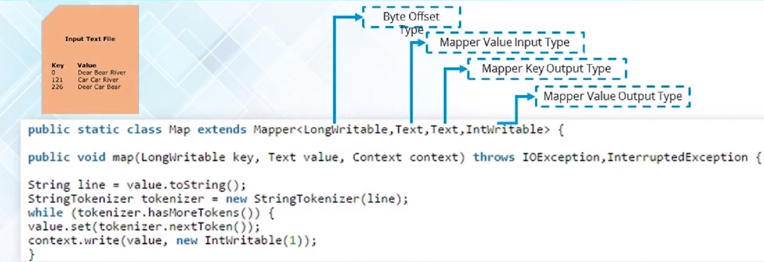 Byte Offset
Type
Mapper Value Input Type
Mapper Key Output Type
Mapper Value Output Type
Input Text File
Key Value
0 Dear Bear River
121 Car Car River
226 Deer Car Bear
public static class Map extends Mapper<LongWritable,Text,Text,IntWritable> {
public void map(LongWritable key, Text value, Context context) throws IOException,InterruptedException {
String line = value.toString();
StringTokenizer tokenizer = new StringTokenizer(line);
while (tokenizer.hasMoreTokens()) {
value.set(tokenizer.nextToken());
context.write(value, new IntWritable(1));
}